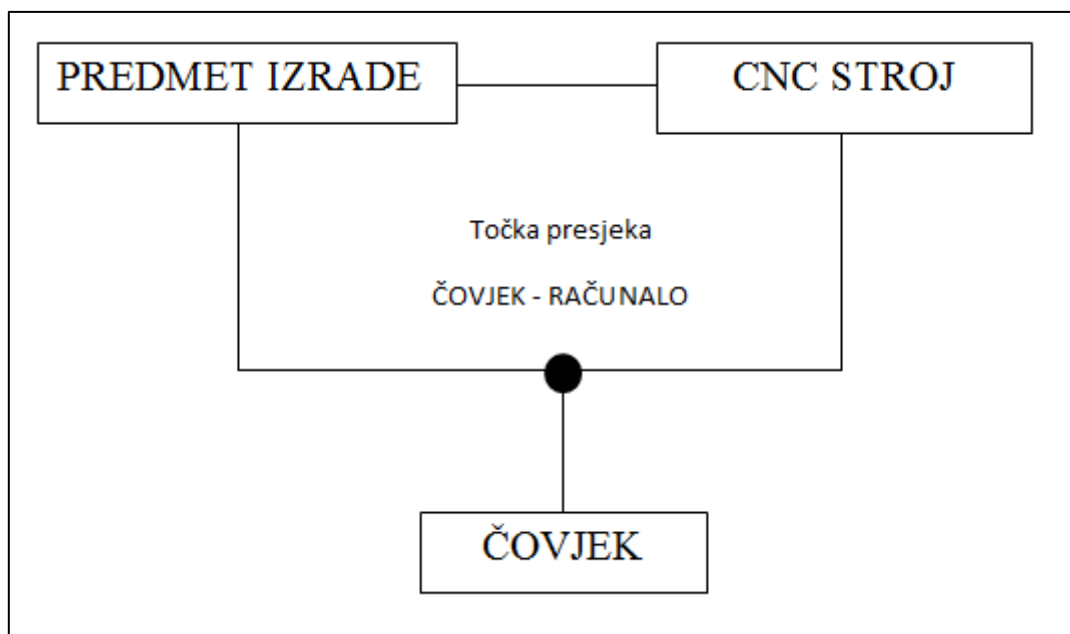 PREDMET IZRADE
CNC STROJ
Točka presjeka
ČOVJEK - RAČUNALO
ČOVJEK